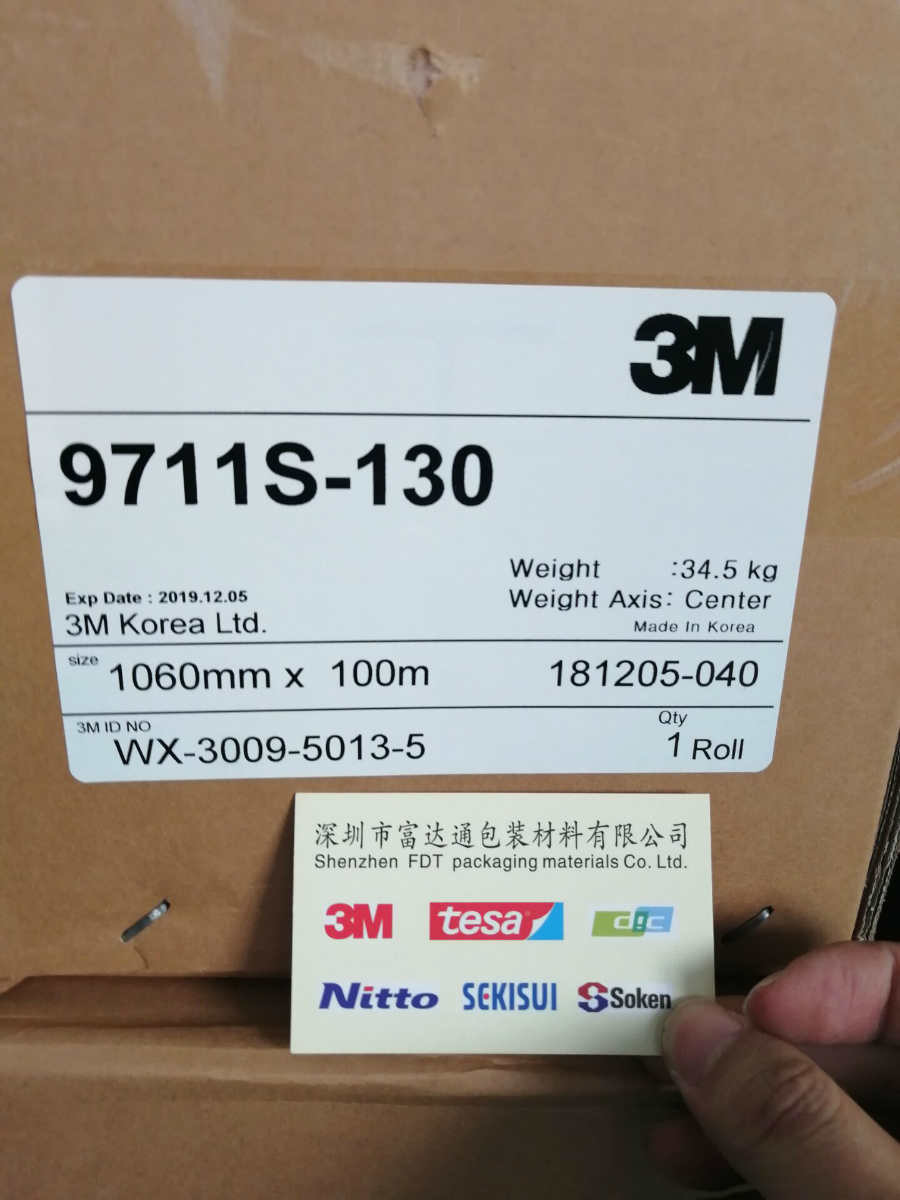 3M
9711S-130
Weight :34.5 kg
Exp Date : 2019.12.05
Weight Axis: Center
3M Korea Ltd.
Made In Korea
size 1060mm x 100m 181205-040
3M ID NO Qty
WX-3009-5013-5 1 Roll
深圳市富达通包装材料有限公司
Shenzhen FDT packaging materials Co. Ltd.
3M tesa dic
Nitto SEKISUI Soken